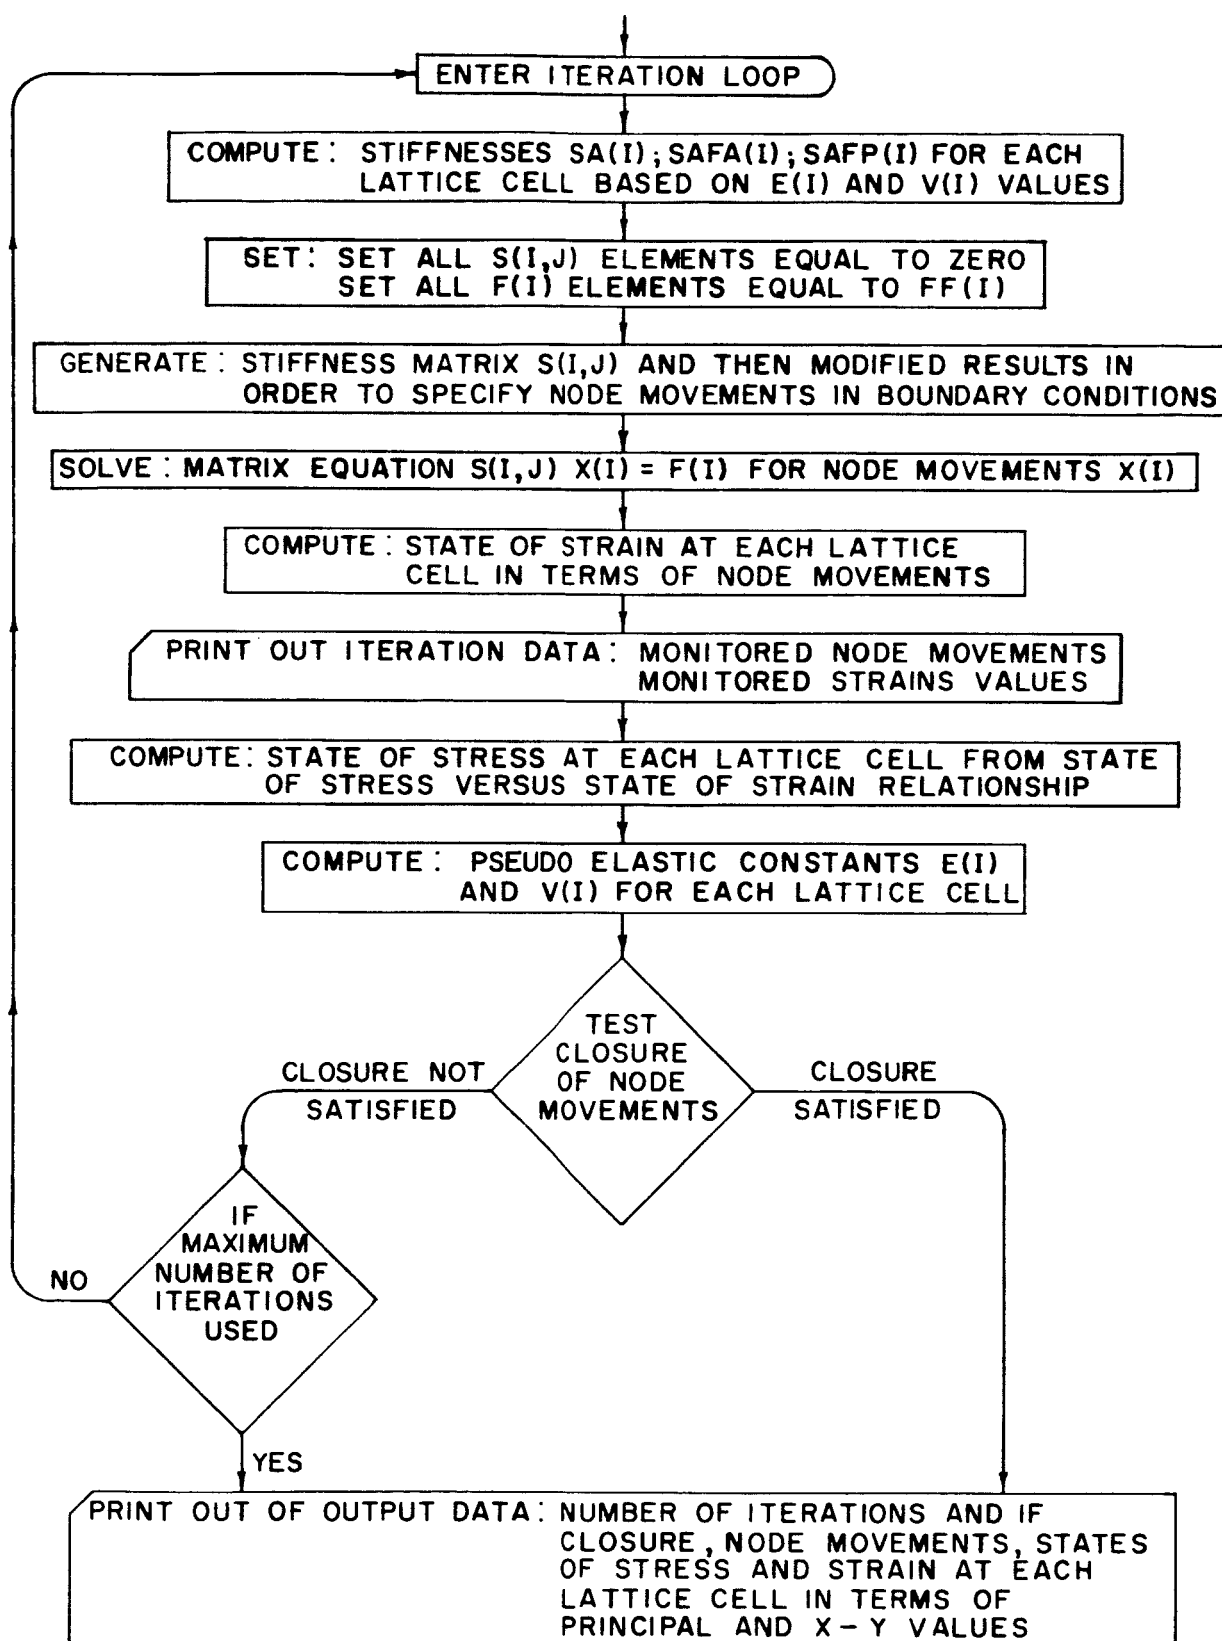 ENTER ITERATION LOOP
COMPUTE: STIFFNESSES SA(I); SAFA(I); SAFP(I) FOR EACH
LATTICE CELL BASED ON E(I) AND V(I) VALUES
SET: SET ALL S(I,J) ELEMENTS EQUAL TO ZERO
SET ALL F(I) ELEMENTS EQUAL TO FF(I)
GENERATE: STIFFNESS MATRIX S(I,J) AND THEN MODIFIED RESULTS IN
ORDER TO SPECIFY NODE MOVEMENTS IN BOUNDARY CONDITIONS
SOLVE: MATRIX EQUATION S(I,J) X(I) = F(I) FOR NODE MOVEMENTS X(I)
COMPUTE: STATE OF STRAIN AT EACH LATTICE
CELL IN TERMS OF NODE MOVEMENTS
PRINT OUT ITERATION DATA: MONITORED NODE MOVEMENTS
MONITORED STRAINS VALUES
COMPUTE: STATE OF STRESS AT EACH LATTICE CELL FROM STATE
OF STRESS VERSUS STATE OF STRAIN RELATIONSHIP
COMPUTE: PSEUDO ELASTIC CONSTANTS E(I)
AND V(I) FOR EACH LATTICE CELL
TEST
CLOSURE
OF NODE
MOVEMENTS
CLOSURE NOT
SATISFIED
CLOSURE
SATISFIED
IF
MAXIMUM
NUMBER OF
ITERATIONS
USED
NO
YES
PRINT OUT OF OUTPUT DATA: NUMBER OF ITERATIONS AND IF
CLOSURE, NODE MOVEMENTS, STATES
OF STRESS AND STRAIN AT EACH
LATTICE CELL IN TERMS OF
PRINCIPAL AND X-Y VALUES